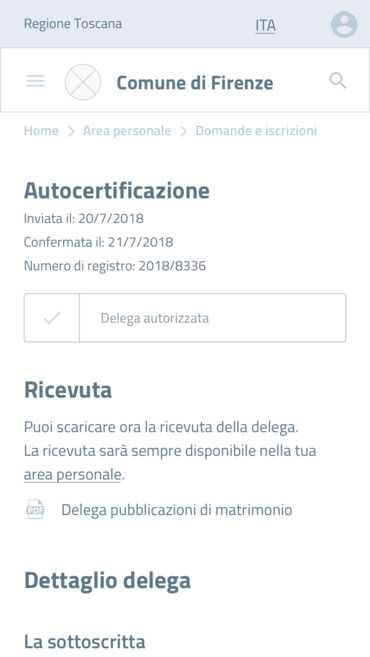 Regione Toscana
ITA
Comune di Firenze
Home
Area personale
Domande e iscrizioni
Autocertificazione
Inviata il: 20/7/2018
Confermata il: 21/7/2018
Numero di registro: 2018/8336
Delega autorizzata
Ricevuta
Puoi scaricare ora la ricevuta della delega.
La ricevuta sarà sempre disponibile nella tua
area personale.
PDF
Delega pubblicazioni di matrimonio
Dettaglio delega
La sottoscritta